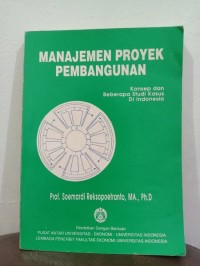 MANAJEMEN PROYEK
PEMBANGUNAN
Konsep dan
Beberapa Studi Kasus
Di Indonesia
Prof. Soemardi Reksopoetranto, MA., Ph.D
Diterbitkan Dengan Bantuan
PUSAT ANTAR UNIVERSITAS - EKONOMI - UNIVERSITAS INDONESIA
LEMBAGA PENERBIT FAKULTAS EKONOMI UNIVERSITAS INDONESIA